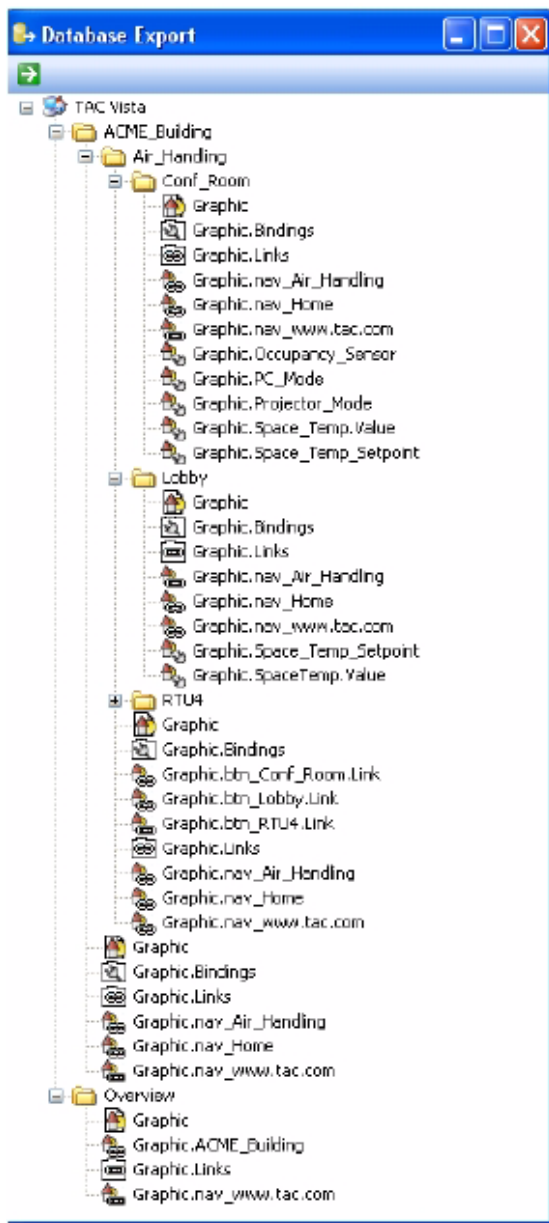 Database Export
TAC Vista
ACME_Building
Air_Handling
Conf_Room
Graphic
Graphic.Bindings
Graphic.Links
Graphic.nav_Air_Handling
Graphic.nav_Home
Graphic.nav_www.tac.com
Graphic.Occupancy_Sensor
Graphic.PC_Mode
Graphic.Projector_Mode
Graphic.Space_Temp.Value
Graphic.Space_Temp_Setpoint
Lobby
Graphic
Graphic.Bindings
Graphic.Links
Graphic.nav_Air_Handling
Graphic.nav_Home
Graphic.nav_www.tac.com
Graphic.Space_Temp_Setpoint
Graphic.SpaceTemp.Value
RTU4
Graphic
Graphic.Bindings
Graphic.btn_Conf_Room.Link
Graphic.btn_Lobby.Link
Graphic.btn_RTU4.Link
Graphic.Links
Graphic.nav_Air_Handling
Graphic.nav_Home
Graphic.nav_www.tac.com
Graphic
Graphic.Bindings
Graphic.Links
Graphic.nav_Air_Handling
Graphic.nav_Home
Graphic.nav_www.tac.com
Overview
Graphic
Graphic.ACME_Building
Graphic.Links
Graphic.nav_www.tac.com